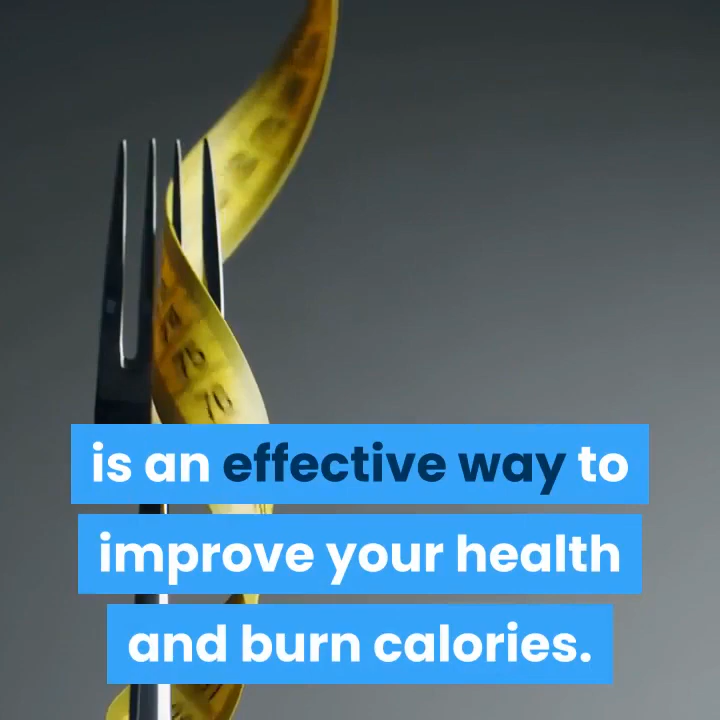 is an effective way to
improve your health
and burn calories.